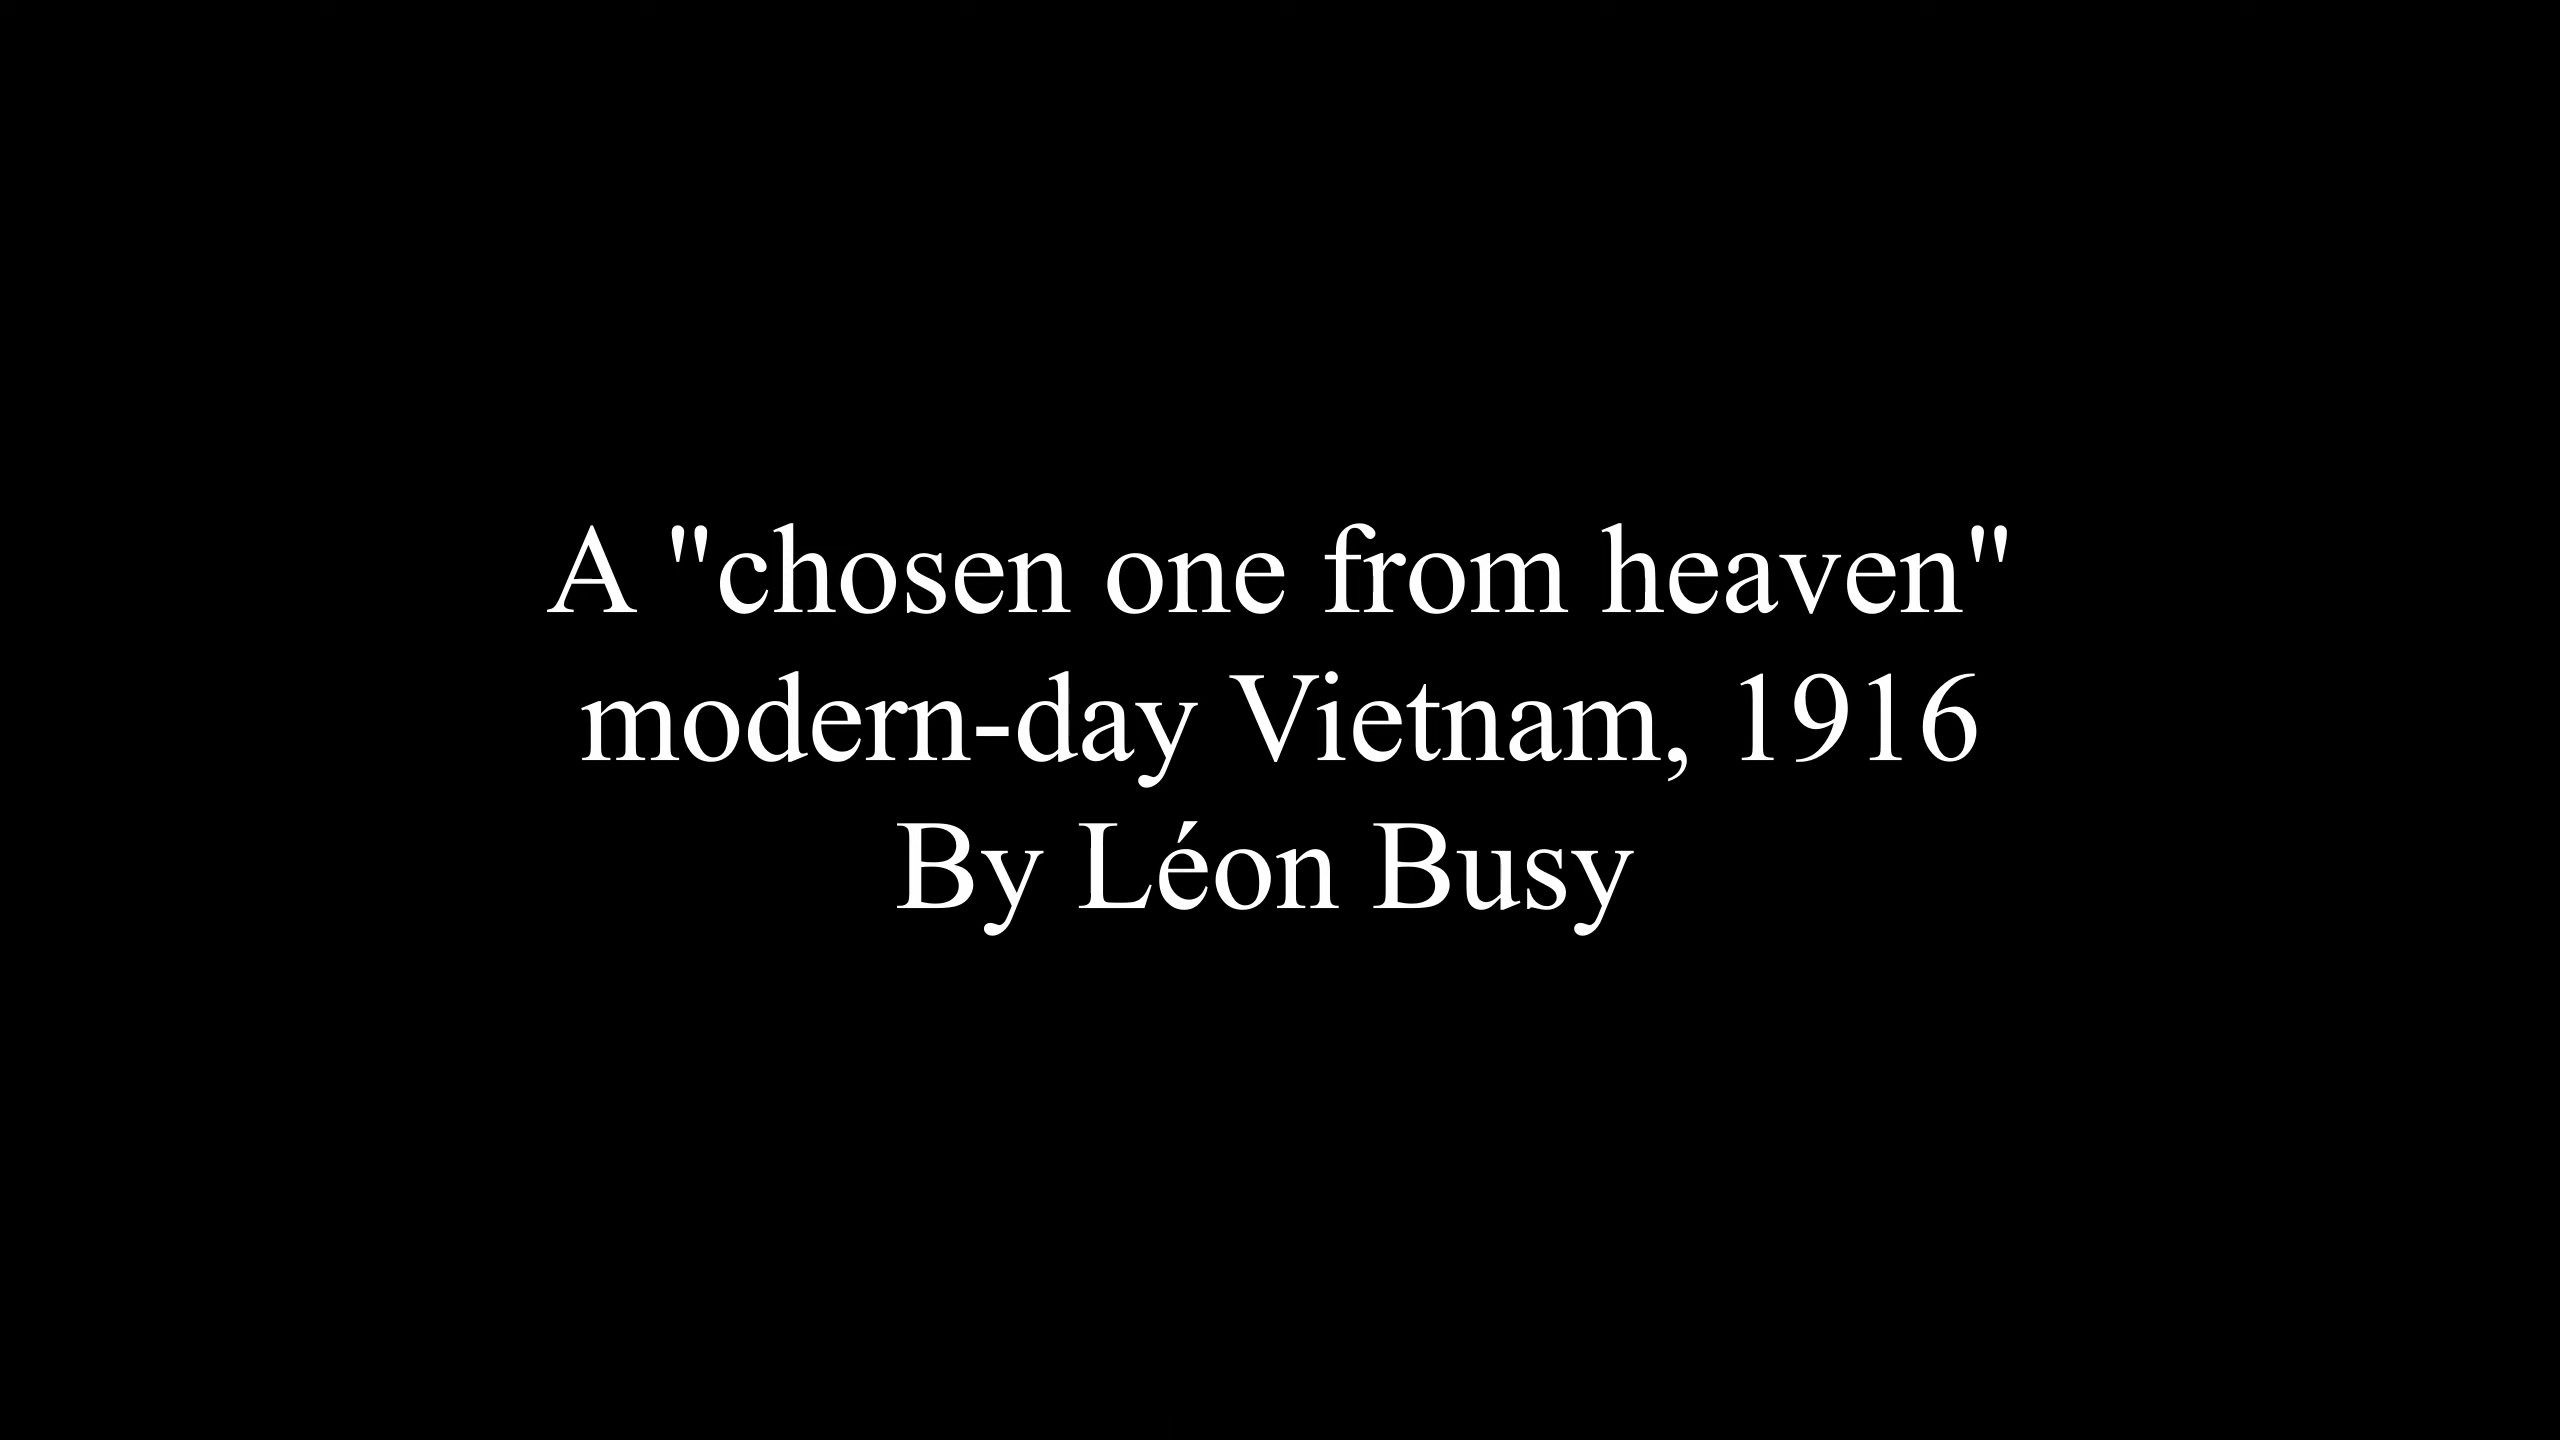 A "chosen one from heaven"
modern-day Vietnam, 1916
By Léon Busy